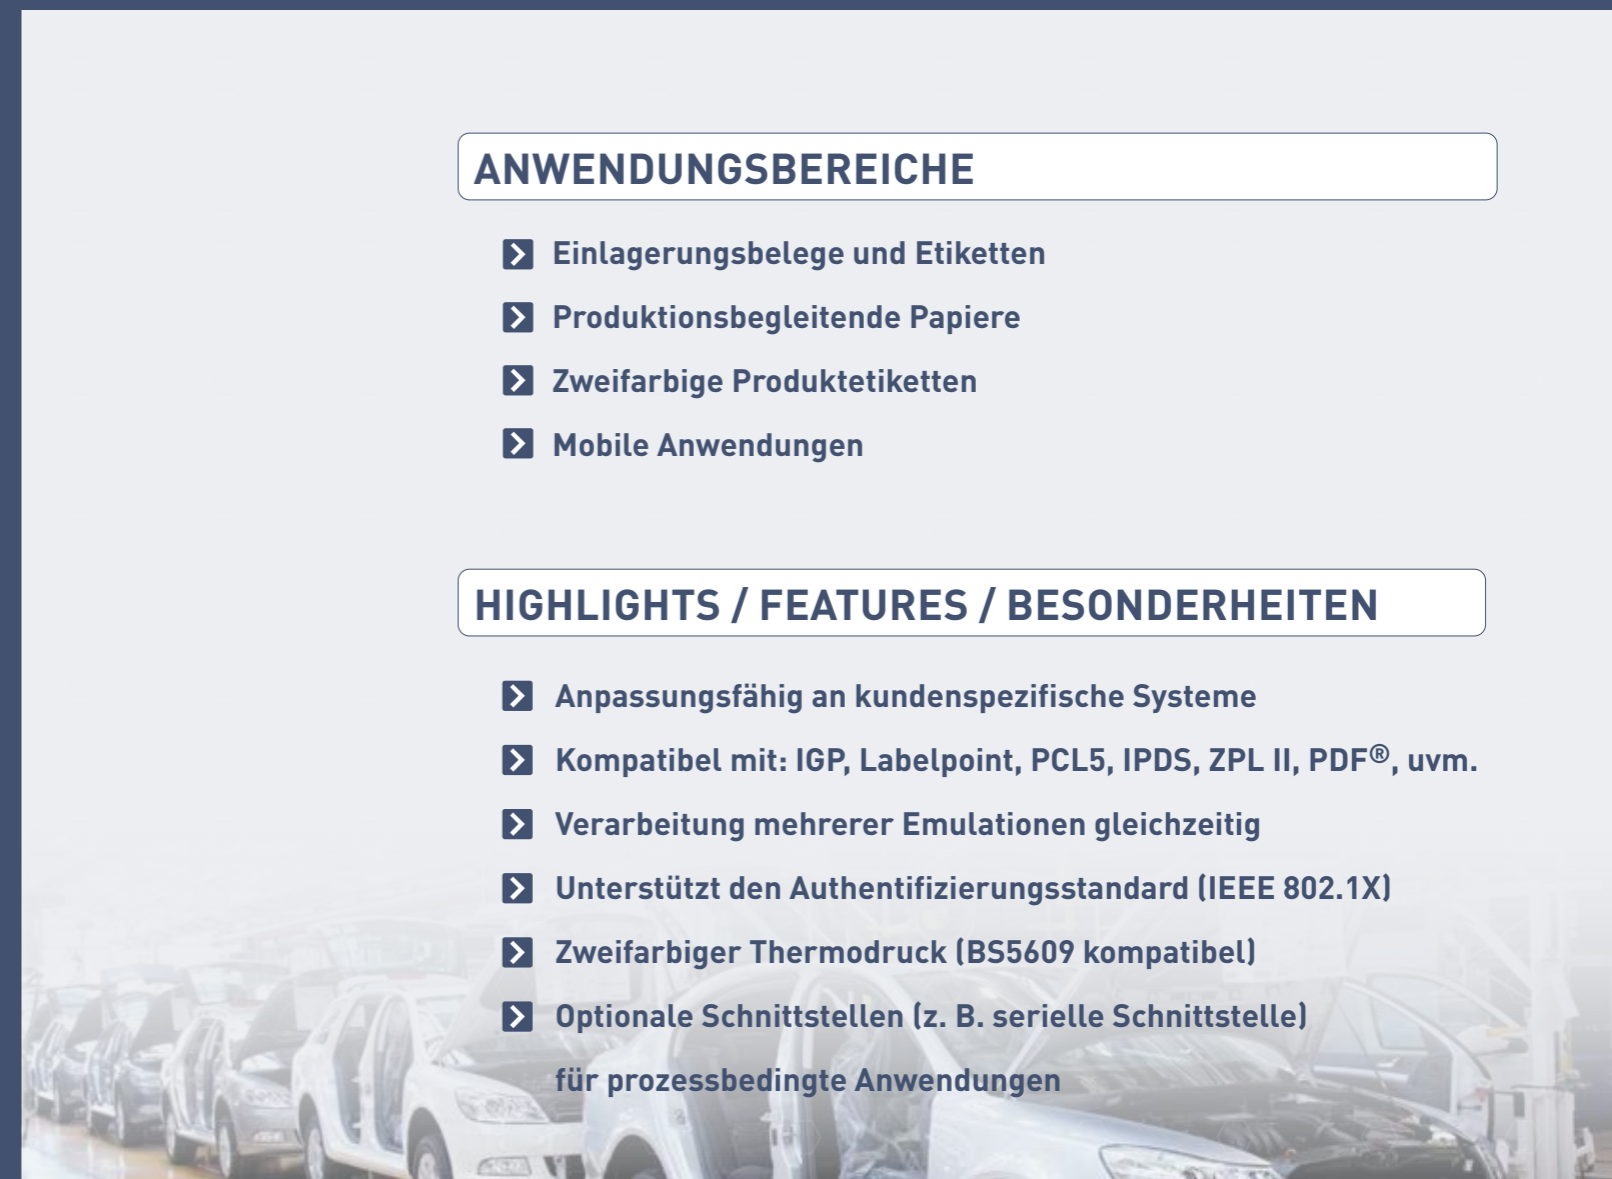 ANWENDUNGSBEREICHE
Einlagerungsbelege und Etiketten
Produktionsbegleitende Papiere
Zweifarbige Produktetiketten
Mobile Anwendungen
HIGHLIGHTS / FEATURES / BESONDERHEITEN
Anpassungsfähig an kundenspezifische Systeme
Kompatibel mit: IGP, Labelpoint, PCL5, IPDS, ZPL II, PDF®, uvm.
Verarbeitung mehrerer Emulationen gleichzeitig
Unterstützt den Authentifizierungsstandard (IEEE 802.1X)
Zweifarbiger Thermodruck (BS5609 kompatibel)
Optionale Schnittstellen (z. B. serielle Schnittstelle)
für prozessbedingte Anwendungen